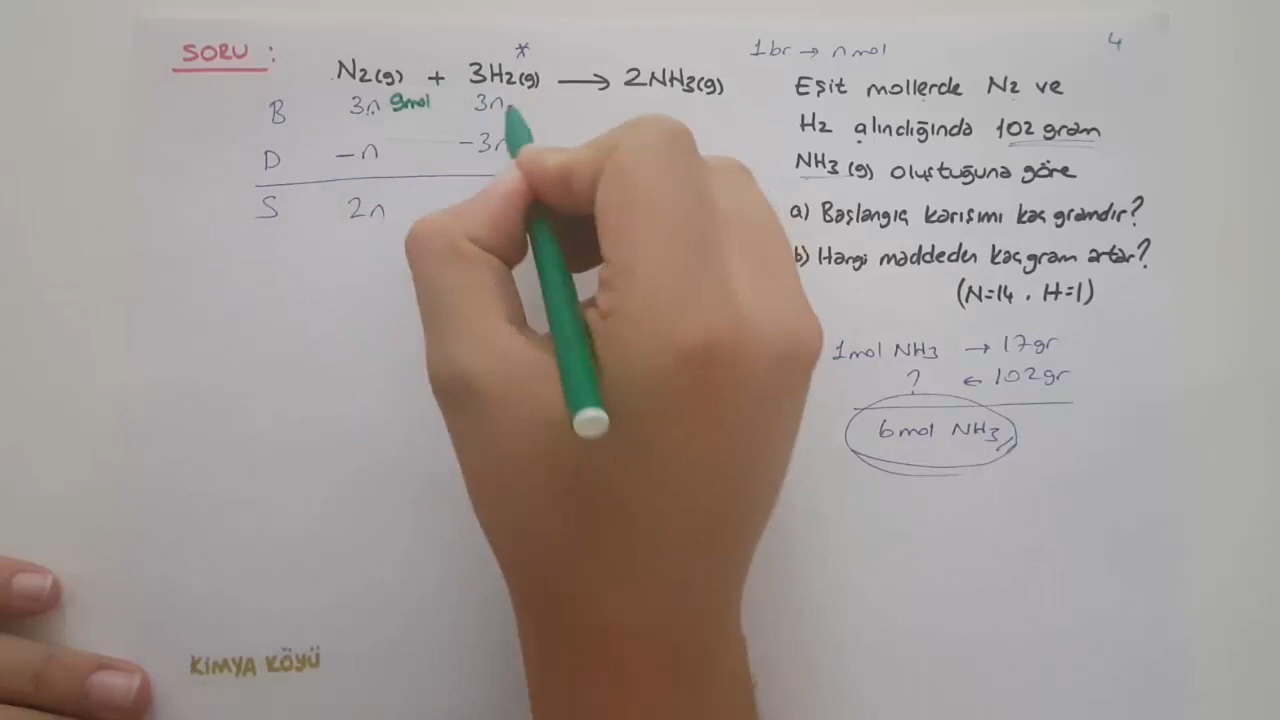 SORU :
N2(g) + 3H2(g) → 2NH3(g)
*
B 3n 9mol 3n
D -n -3n
S 2n
1br → n mol
4
Eşit mollerde N2 ve
H2 alındığında 102 gram
NH3(g) oluştuğuna göre
a) Başlangıç karışımı kaç gramdır?
b) Hangi maddeden kaç gram artar?
(N=14 , H=1)
1mol NH3 → 17gr
? ← 102gr
6mol NH3
KİMYA KÖYÜ